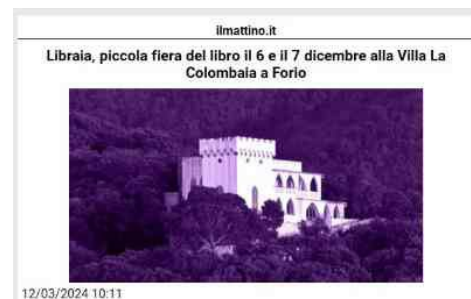 ilmattino.it
Libraia, piccola fiera del libro il 6 e il 7 dicembre alla Villa La
Colombaia a Forio
12/03/2024 10:11